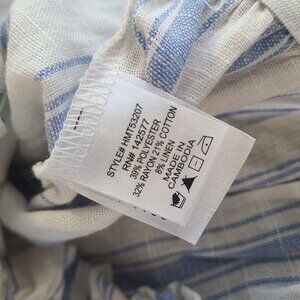 STYLE# HMT53207
RN# 142577
39% POLYESTER
32% RAYON 21% COTTON
8% LINEN
MADE IN
CAMBODIA